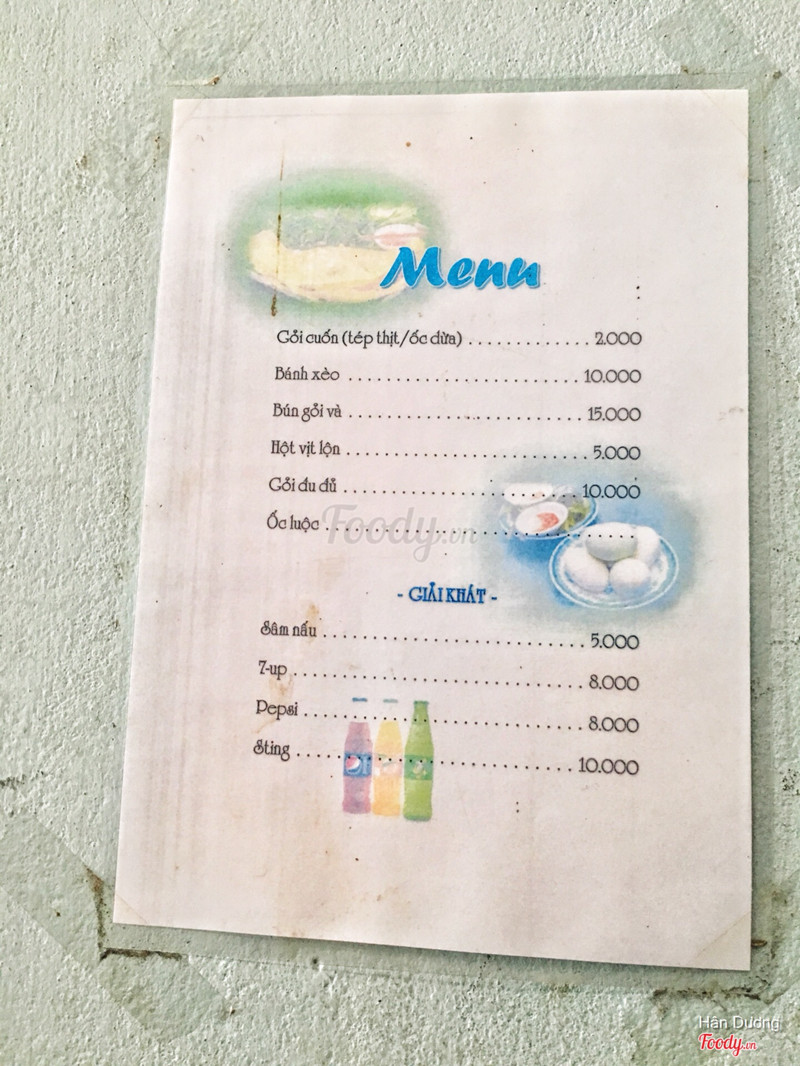 Menu
Gỏi cuốn (tép thịt/ốc dừa) ............. 2.000
Bánh xèo .......................... 10.000
Bún gỏi và .......................... 15.000
Hột vịt lộn .......................... 5.000
Gỏi đu đủ .......................... 10.000
Ốc luộc ..................................
Foody.vn
- GIẢI KHÁT -
Sâm nấu ............................. 5.000
7-up ................................ 8.000
Pepsi ............................... 8.000
Sting ............................... 10.000
Hân Dương
Foody.vn